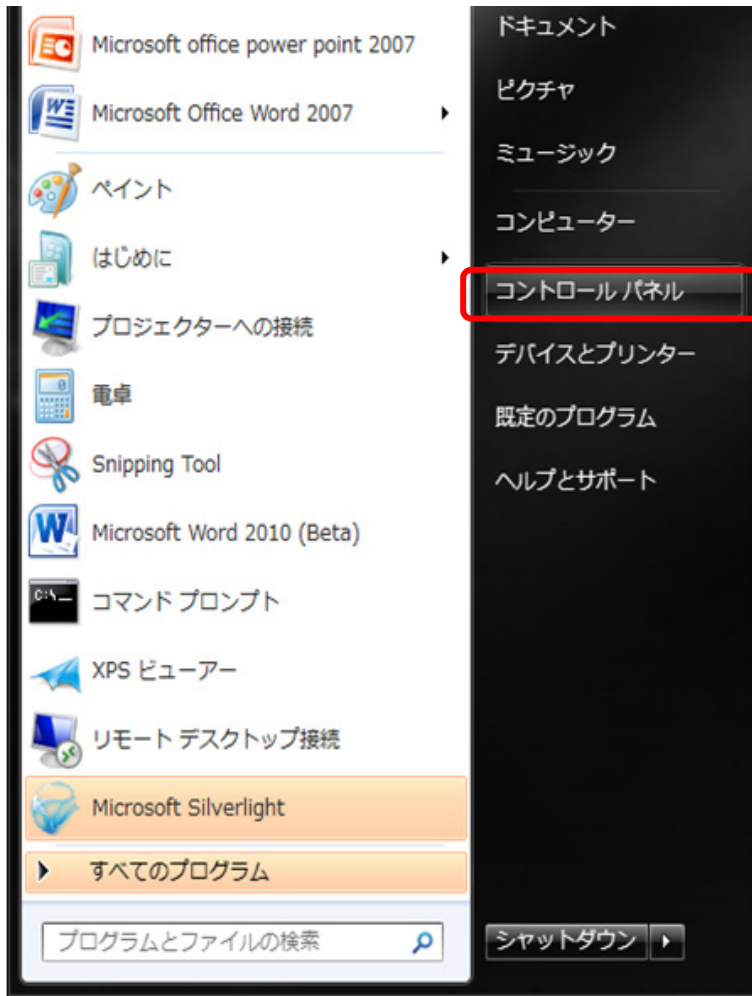 Microsoft office power point 2007
Microsoft Office Word 2007
ペイント
はじめに
プロジェクターへの接続
電卓
Snipping Tool
Microsoft Word 2010 (Beta)
コマンド プロンプト
XPS ビューアー
リモート デスクトップ接続
Microsoft Silverlight
すべてのプログラム
プログラムとファイルの検索
ドキュメント
ピクチャ
ミュージック
コンピューター
コントロール パネル
デバイスとプリンター
既定のプログラム
ヘルプとサポート
シャットダウン